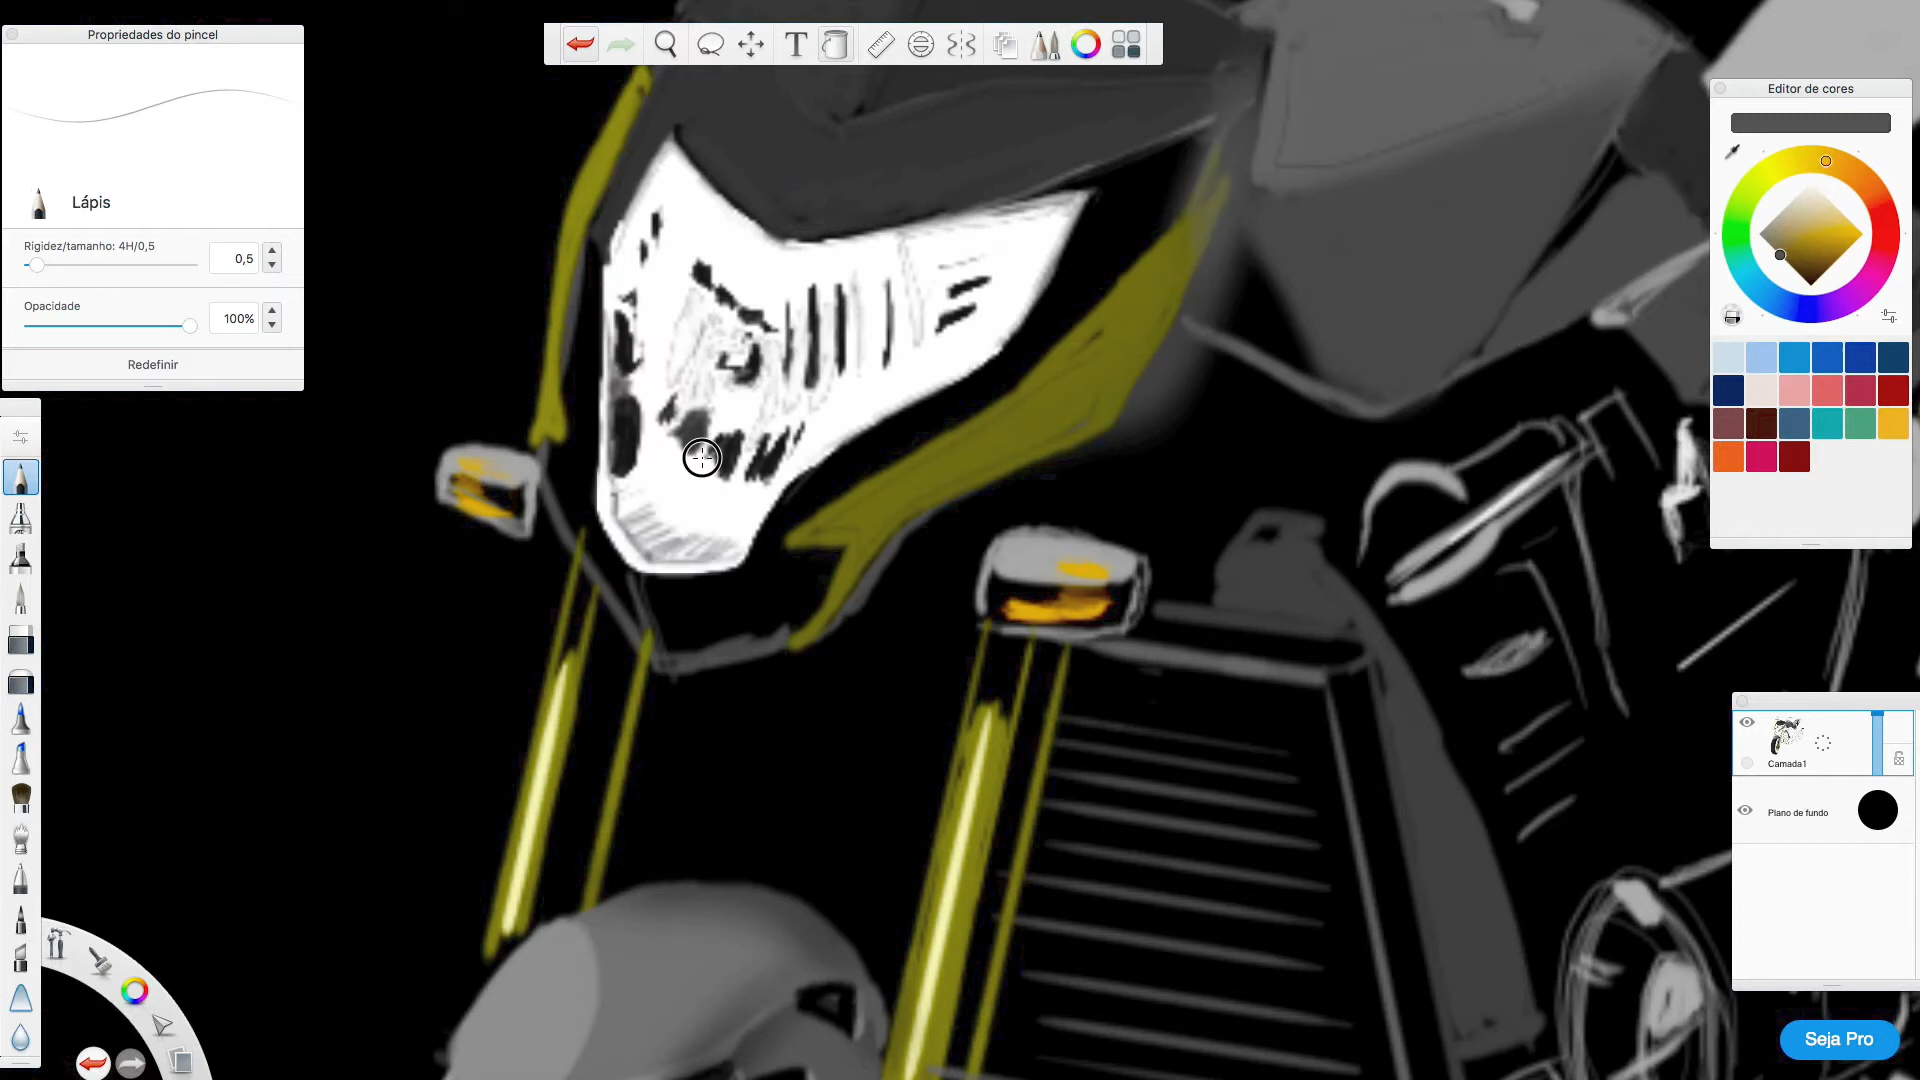 Propriedades do pincel
Lápis
Rigidez/tamanho: 4H/0,5
0,5
Opacidade
100%
Redefinir
T
Editor de cores
Camada1
Plano de fundo
Seja Pro